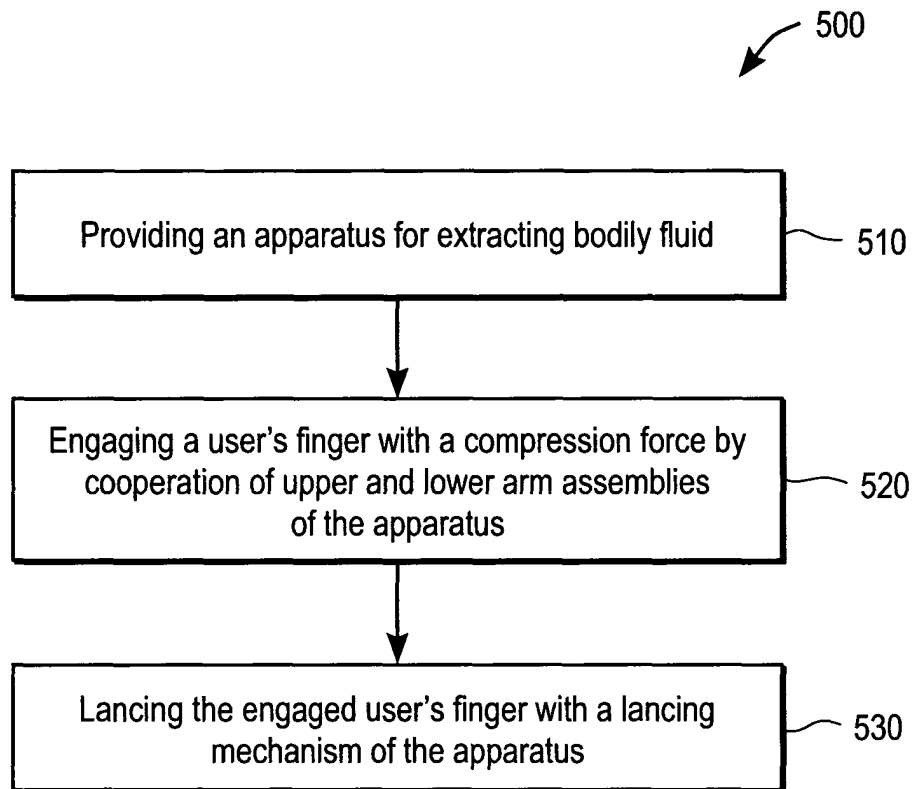 500
Providing an apparatus for extracting bodily fluid
510
Engaging a user’s finger with a compression force by
cooperation of upper and lower arm assemblies
of the apparatus
520
Lancing the engaged user’s finger with a lancing
mechanism of the apparatus
530